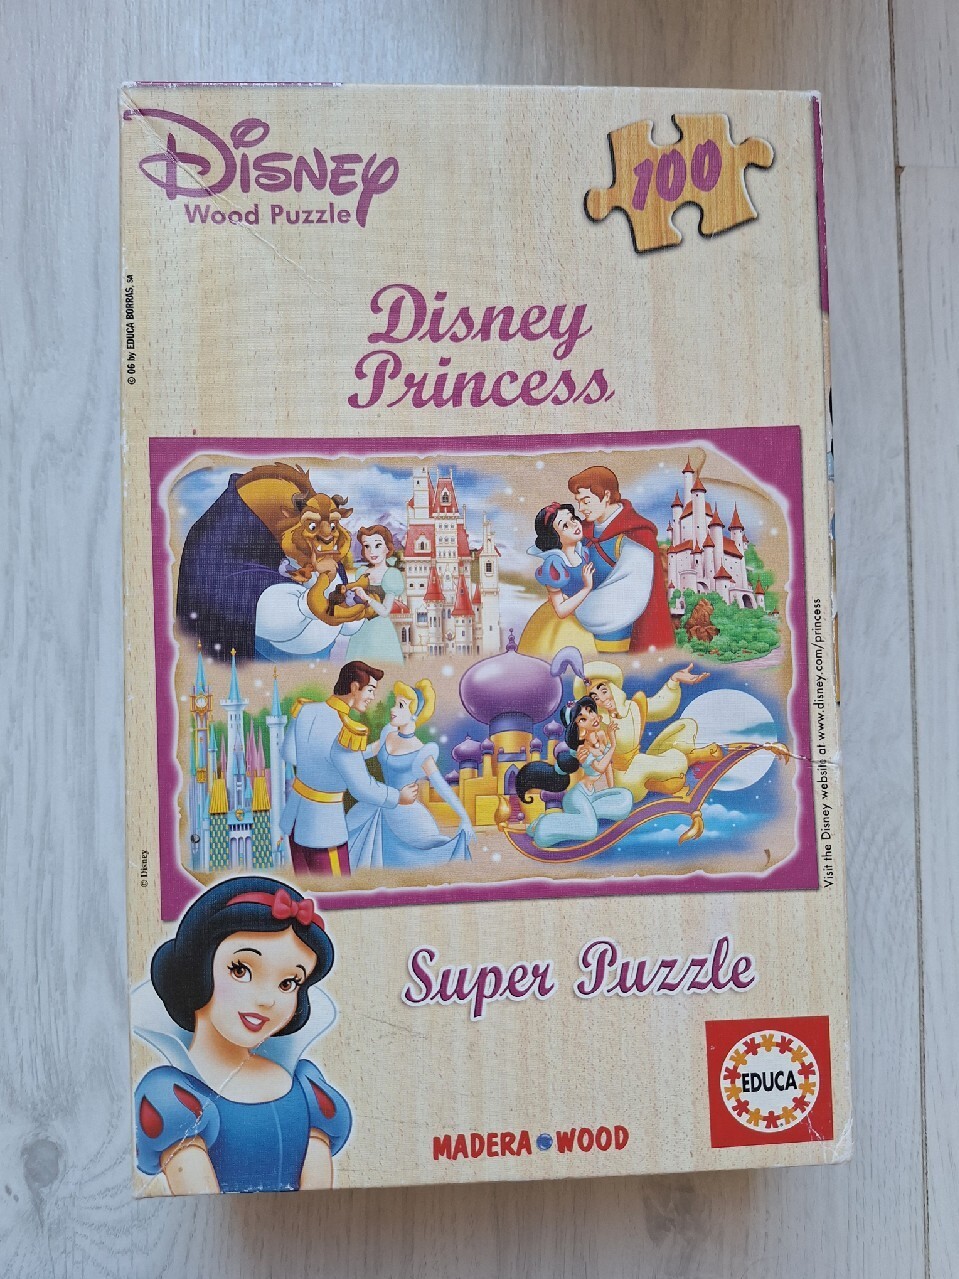 Disney
Wood Puzzle
100
© 06 by EDUCA BORRAS, SA
Disney
Princess
Visit the Disney website at www.disney.com/princess
© Disney
Super Puzzle
EDUCA
MADERA WOOD